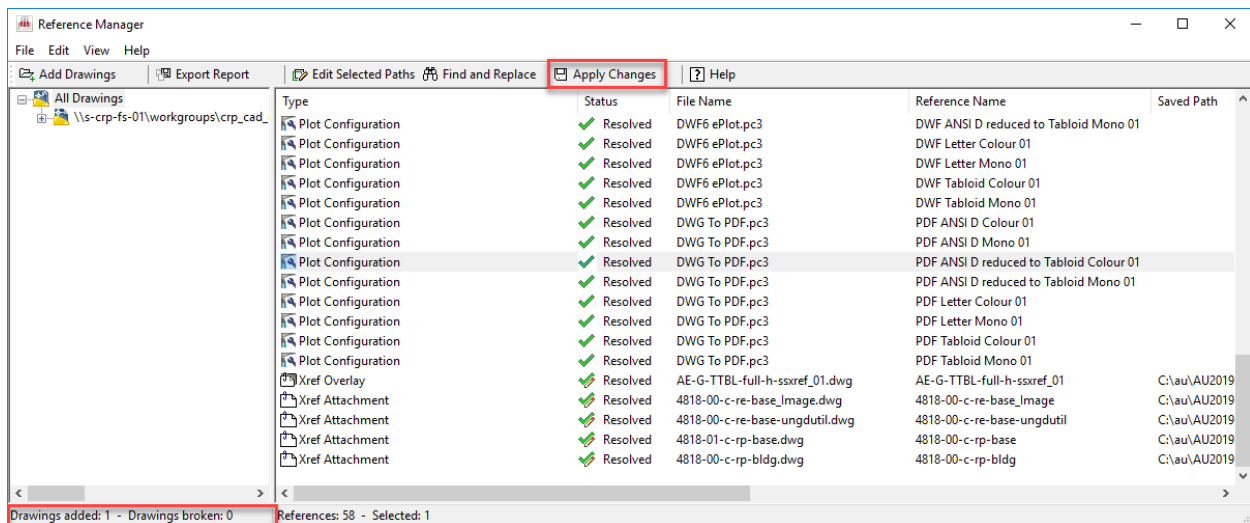 Reference Manager
File Edit View Help
Add Drawings Export Report Edit Selected Paths Find and Replace Apply Changes Help
All Drawings
\\s-crp-fs-01\workgroups\crp_cad_
Type Status File Name Reference Name Saved Path
Plot Configuration Resolved DWF6 ePlot.pc3 DWF ANSI D reduced to Tabloid Mono 01
Plot Configuration Resolved DWF6 ePlot.pc3 DWF Letter Colour 01
Plot Configuration Resolved DWF6 ePlot.pc3 DWF Letter Mono 01
Plot Configuration Resolved DWF6 ePlot.pc3 DWF Tabloid Colour 01
Plot Configuration Resolved DWF6 ePlot.pc3 DWF Tabloid Mono 01
Plot Configuration Resolved DWG To PDF.pc3 PDF ANSI D Colour 01
Plot Configuration Resolved DWG To PDF.pc3 PDF ANSI D Mono 01
Plot Configuration Resolved DWG To PDF.pc3 PDF ANSI D reduced to Tabloid Colour 01
Plot Configuration Resolved DWG To PDF.pc3 PDF ANSI D reduced to Tabloid Mono 01
Plot Configuration Resolved DWG To PDF.pc3 PDF Letter Colour 01
Plot Configuration Resolved DWG To PDF.pc3 PDF Letter Mono 01
Plot Configuration Resolved DWG To PDF.pc3 PDF Tabloid Colour 01
Plot Configuration Resolved DWG To PDF.pc3 PDF Tabloid Mono 01
Xref Overlay Resolved AE-G-TTBL-full-h-ssxref_01.dwg AE-G-TTBL-full-h-ssxref_01 C:\au\AU2019
Xref Attachment Resolved 4818-00-c-re-base_Image.dwg 4818-00-c-re-base_Image C:\au\AU2019
Xref Attachment Resolved 4818-00-c-re-base-ungdutil.dwg 4818-00-c-re-base-ungdutil C:\au\AU2019
Xref Attachment Resolved 4818-01-c-rp-base.dwg 4818-00-c-rp-base C:\au\AU2019
Xref Attachment Resolved 4818-00-c-rp-bldg.dwg 4818-00-c-rp-bldg C:\au\AU2019
Drawings added: 1 - Drawings broken: 0 References: 58 - Selected: 1